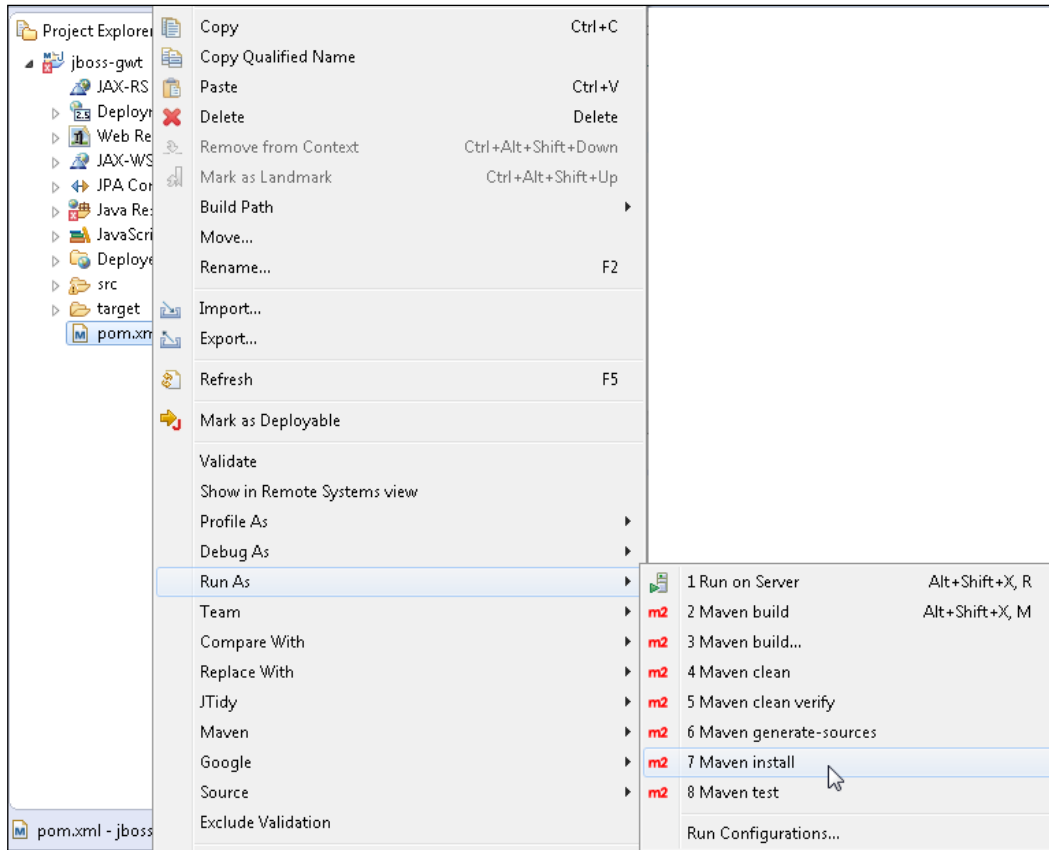 Project Explorer
jboss-gwt
JAX-RS
Deployr
Web Re
JAX-WS
JPA Con
Java Re
JavaScri
Deploye
src
target
pom.xm
pom.xml - jboss
Copy Ctrl+C
Copy Qualified Name
Paste Ctrl+V
Delete Delete
Remove from Context Ctrl+Alt+Shift+Down
Mark as Landmark Ctrl+Alt+Shift+Up
Build Path
Move...
Rename... F2
Import...
Export...
Refresh F5
Mark as Deployable
Validate
Show in Remote Systems view
Profile As
Debug As
Run As
Team
Compare With
Replace With
JTidy
Maven
Google
Source
Exclude Validation
1 Run on Server Alt+Shift+X, R
m2 2 Maven build Alt+Shift+X, M
m2 3 Maven build...
m2 4 Maven clean
m2 5 Maven clean verify
m2 6 Maven generate-sources
m2 7 Maven install
m2 8 Maven test
Run Configurations...